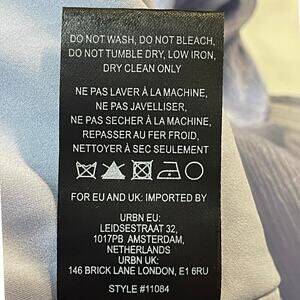 DO NOT WASH, DO NOT BLEACH,
DO NOT TUMBLE DRY, LOW IRON,
DRY CLEAN ONLY
NE PAS LAVER À LA MACHINE,
NE PAS JAVELLISER,
NE PAS SECHER À LA MACHINE,
REPASSER AU FER FROID,
NETTOYER À SEC SEULEMENT
FOR EU AND UK: IMPORTED BY
URBN EU:
LEIDSESTRAAT 32,
1017PB AMSTERDAM,
NETHERLANDS
URBN UK:
146 BRICK LANE LONDON, E1 6RU
STYLE #11084